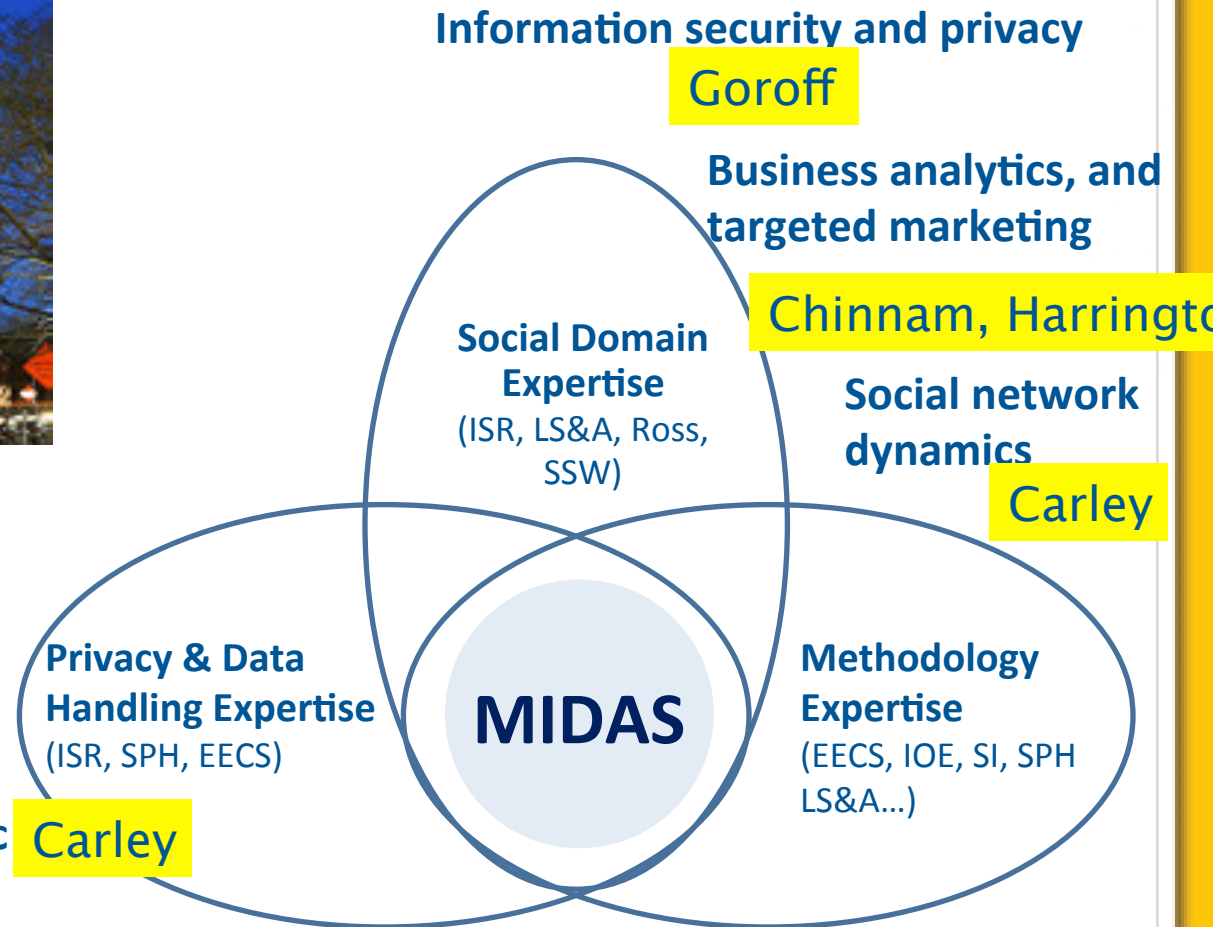 Information security and privacy
Goroff
Business analytics, and
targeted marketing
Chinnam, Harringto
Social Domain
Expertise
(ISR, LS&A, Ross,
SSW)
Social network
dynamics
Carley
Privacy & Data
Handling Expertise
(ISR, SPH, EECS)
MIDAS
Methodology
Expertise
(EECS, IOE, SI, SPH
LS&A…)
c Carley